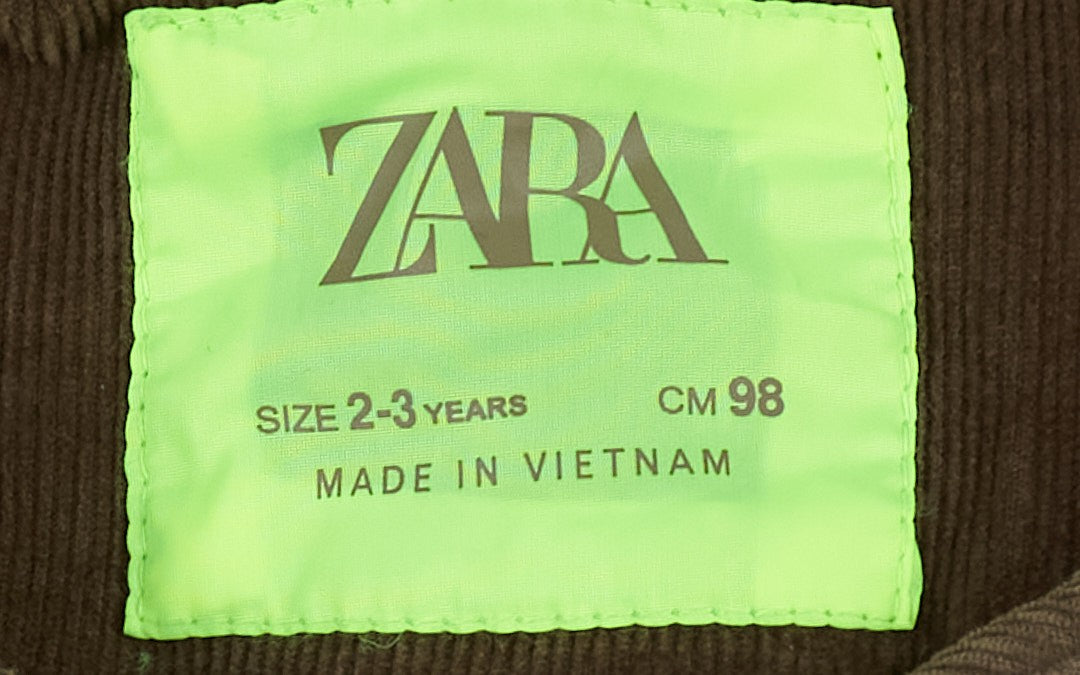 ZARA
SIZE 2-3 YEARS CM 98
MADE IN VIETNAM